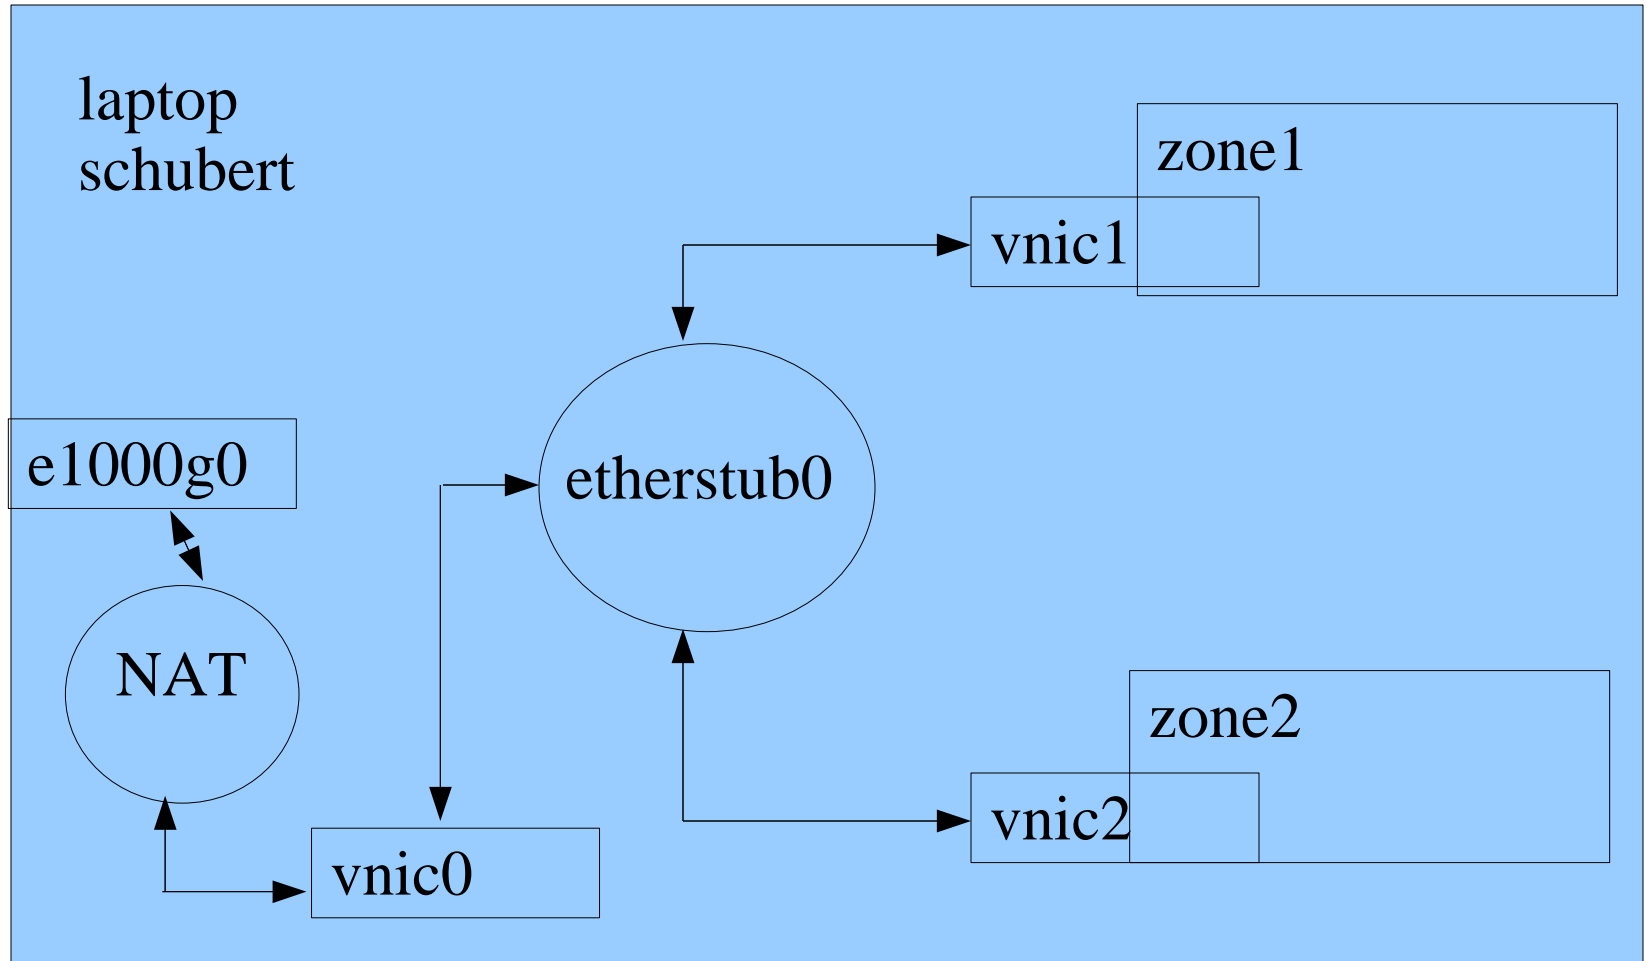 laptop
schubert
zone1
vnic1
e1000g0
etherstub0
NAT
zone2
vnic2
vnic0